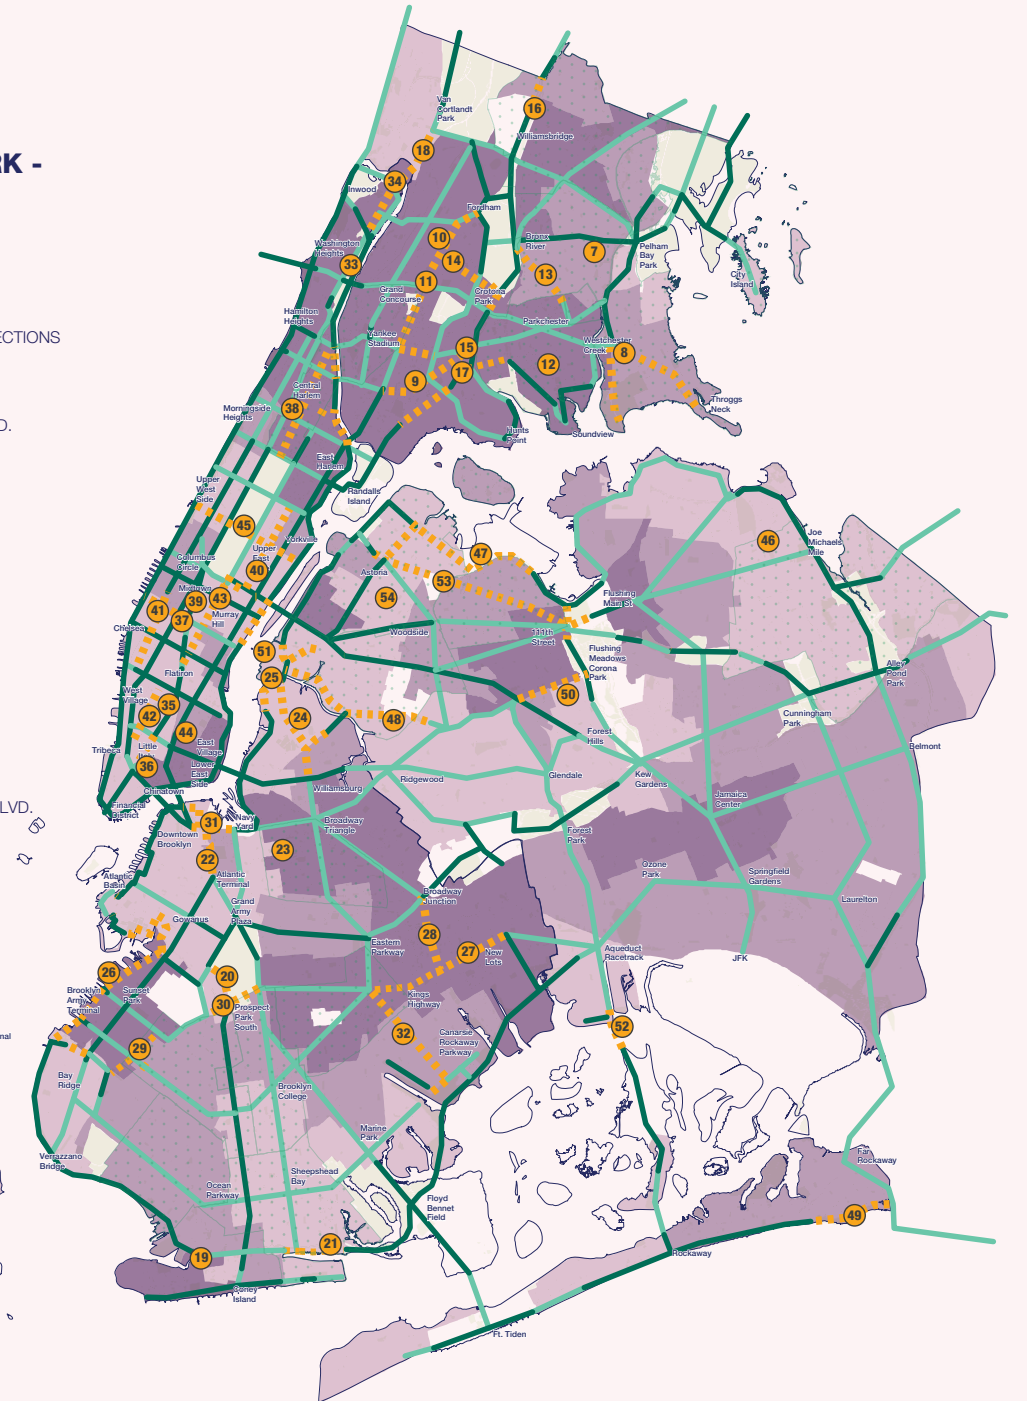 RK -
ECTIONS
D.
LVD.
nal
Van
Cortlandt
Park
16
Williamsbridge
18
34
Inwood
Fordham
Washington
Heights
10
Bronx
River
7
Pelham
Bay
Park
14
33
13
City
Island
11
Grand
Concourse
Crotona
Park
Hamilton
Heights
Parkchester
Yankee
Stadium
Westchester
Creek
15
8
12
17
9
Central
Harlem
Throggs
Neck
38
Morningside
Heights
Hunts
Point
Soundview
East
Harlem
Upper
West
Side
Randalls
Island
45
Yorkville
46
Joe
Michaels
Mile
Upper
East
47
Columbus
Circle
40
Astoria
53
Midtown
39
43
54
Flushing
Main St
41
37
Murray
Hill
Chelsea
Woodside
111th
Street
51
Flushing
Meadows
Corona
Park
Flatiron
25
Alley
Pond
Park
West
Village
50
35
42
24
48
Cunningham
Park
44
Forest
Hills
Tribeca
Little
Italy
East
Village
Belmont
36
Lower
East
Side
Ridgewood
Glendale
Kew
Gardens
Chinatown
Williamsburg
Jamaica
Center
Financial
District
31
Navy
Yard
Broadway
Triangle
Downtown
Brooklyn
Forest
Park
22
23
Atlantic
Basin
Atlantic
Terminal
Ozone
Park
Springfield
Gardens
Broadway
Junction
Laurelton
Grand
Army
Plaza
Gowanus
28
Eastern
Parkway
27
New
Lots
Aqueduct
Racetrack
JFK
26
20
Brooklyn
Army
Terminal
Sunset
Park
30
Prospect
Park
South
Kings
Highway
52
32
Canarsie
Rockaway
Parkway
29
Bay
Ridge
Brooklyn
College
Marine
Park
Verrazzano
Bridge
Far
Rockaway
Sheepshead
Bay
Ocean
Parkway
Floyd
Bennet
Field
49
21
19
Rockaway
Coney
Island
Ft. Tiden